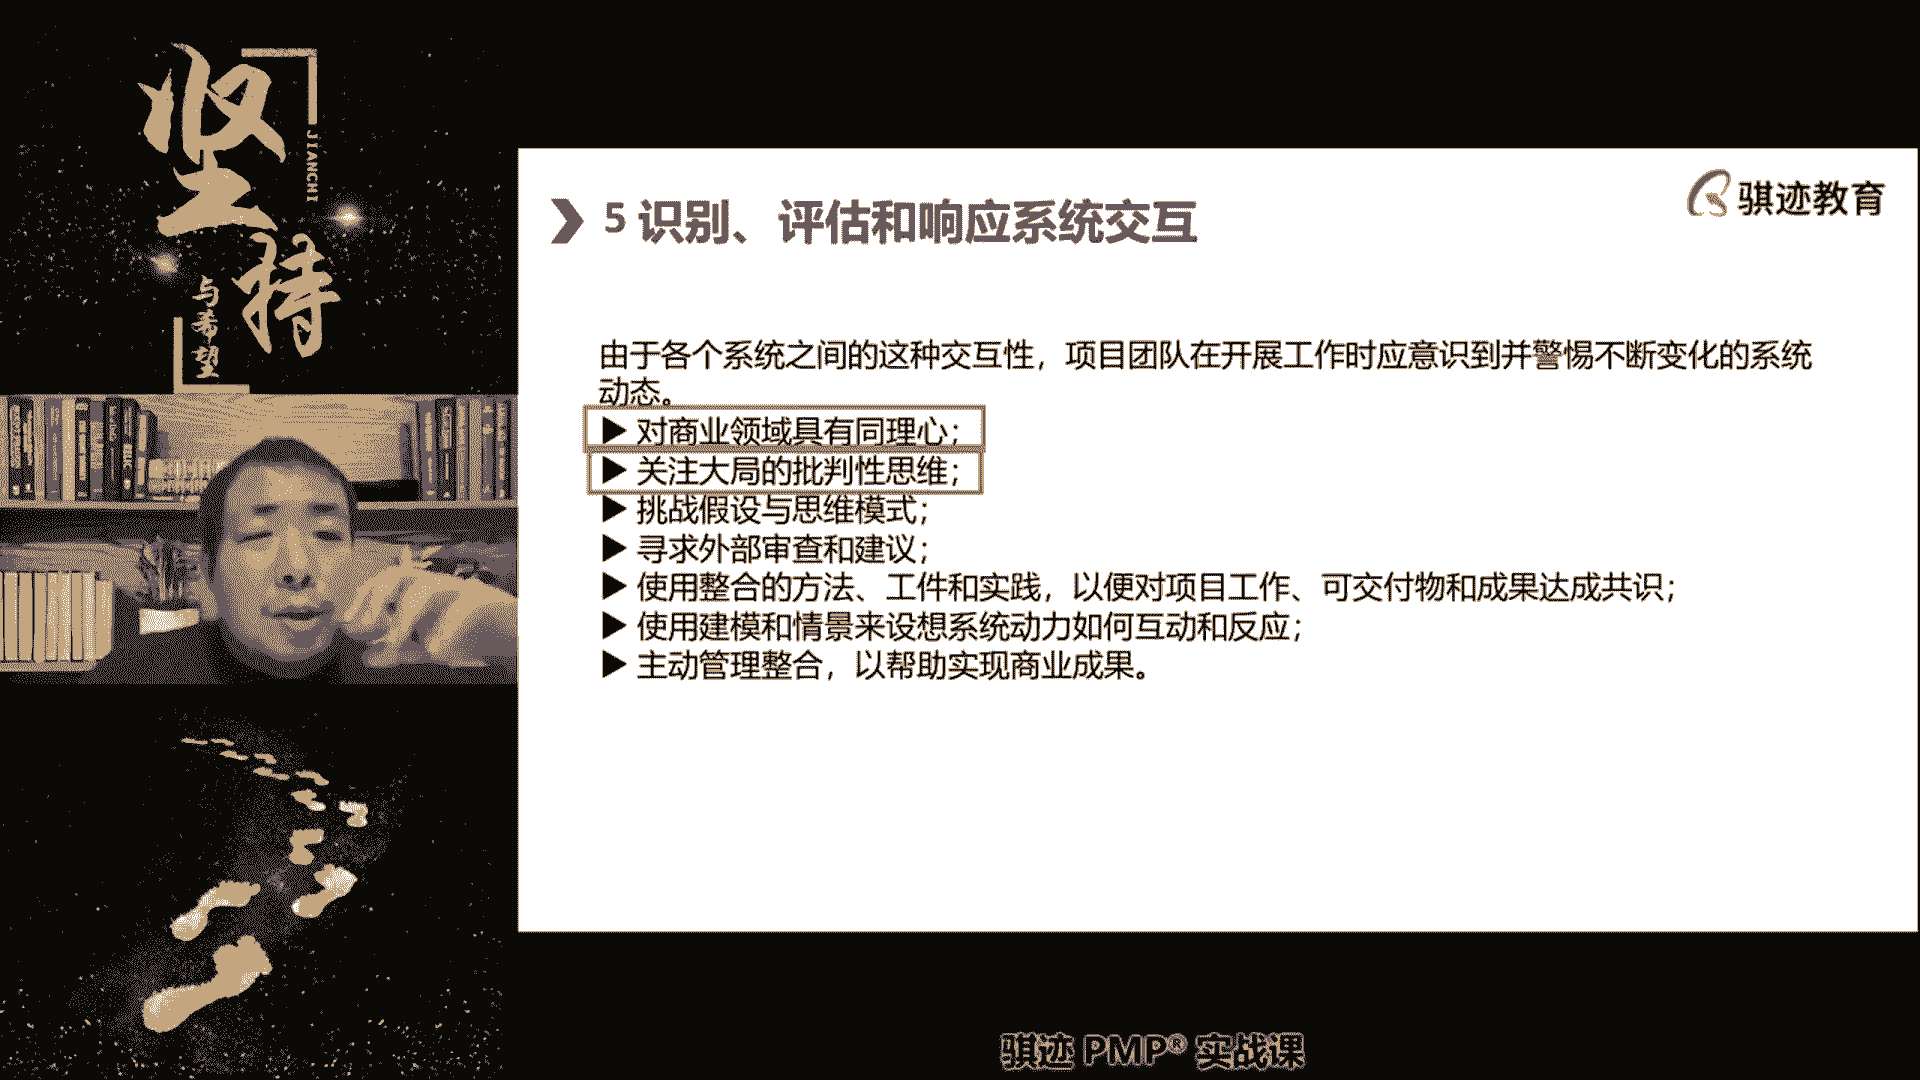 坚持
JIANCHI
与希望
骐迹教育
5 识别、评估和响应系统交互
由于各个系统之间的这种交互性，项目团队在开展工作时应意识到并警惕不断变化的系统
动态。
▶ 对商业领域具有同理心；
▶ 关注大局的批判性思维；
▶ 挑战假设与思维模式；
▶ 寻求外部审查和建议；
▶ 使用整合的方法、工件和实践，以便对项目工作、可交付物和成果达成共识；
▶ 使用建模和情景来设想系统动力如何互动和反应；
▶ 主动管理整合，以帮助实现商业成果。
骐迹 PMP® 实战课